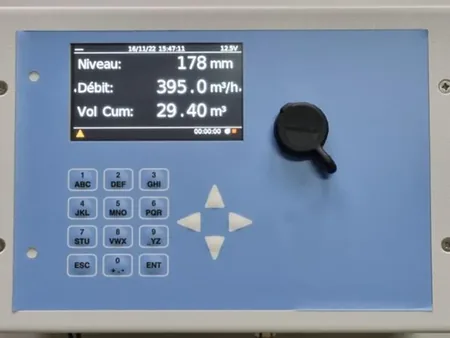 16/11/22 15:47:11 12.5V
Niveau: 178 mm
Débit: 395.0 m³/h
Vol Cum: 29.40 m³
00:00:00
1 2 3
ABC DEF GHI
4 5 6
JKL MNO PQR
7 8 9
STU VWX YZ
ESC 0 ENT
+.-